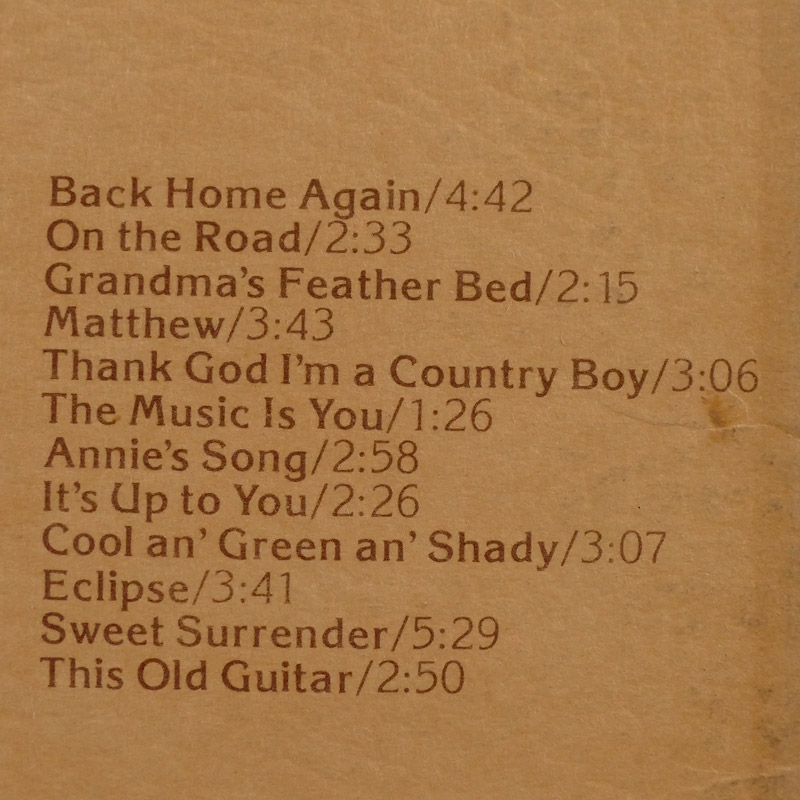 Back Home Again/4:42
On the Road/2:33
Grandma's Feather Bed/2:15
Matthew/3:43
Thank God I'm a Country Boy/3:06
The Music Is You/1:26
Annie's Song/2:58
It's Up to You/2:26
Cool an' Green an' Shady/3:07
Eclipse/3:41
Sweet Surrender/5:29
This Old Guitar/2:50